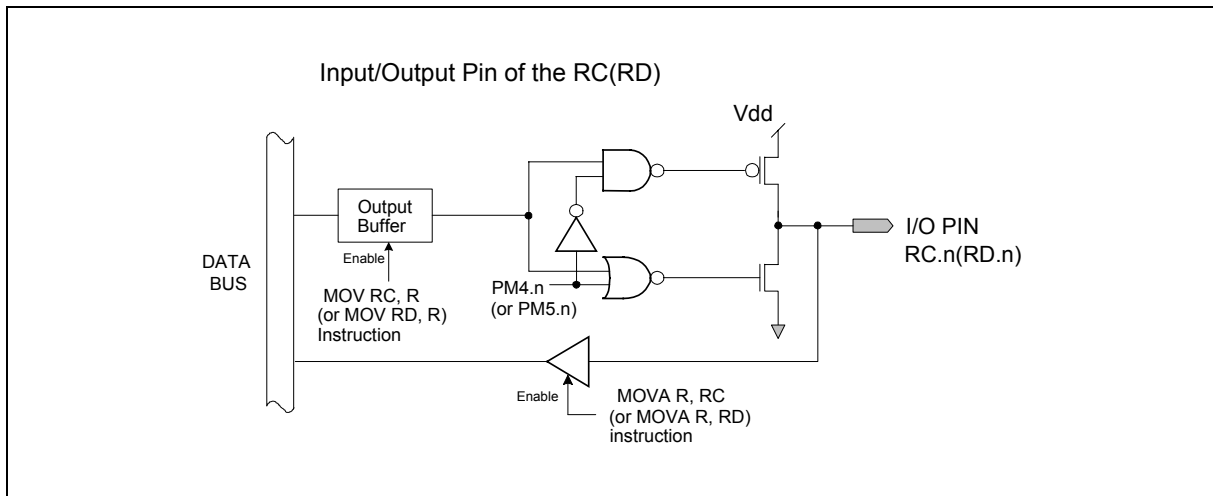 Input/Output Pin of the RC(RD)
Vdd
Output
Buffer
I/O PIN
RC.n(RD.n)
DATA
BUS
Enable
PM4.n
(or PM5.n)
MOV RC, R
(or MOV RD, R)
Instruction
Enable
MOVA R, RC
(or MOVA R, RD)
instruction